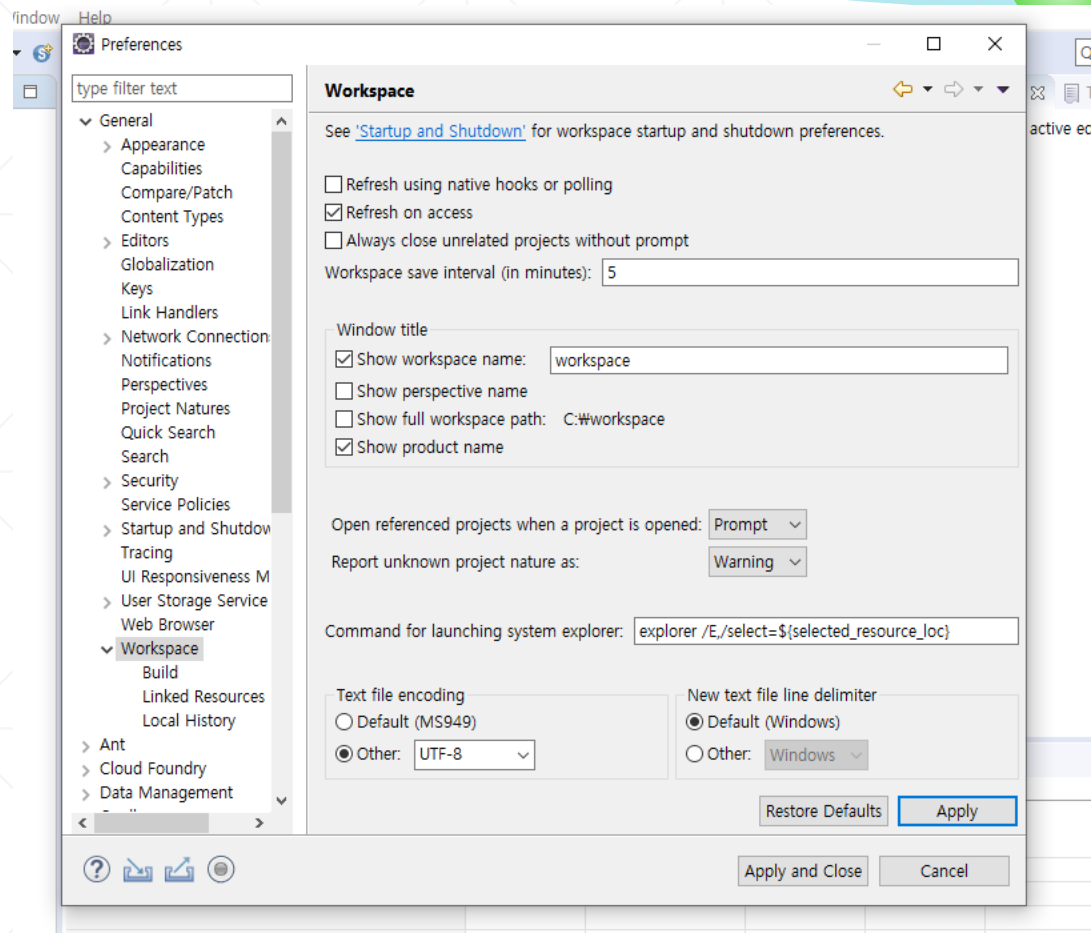 Window Help
Preferences
type filter text
General
Appearance
Capabilities
Compare/Patch
Content Types
Editors
Globalization
Keys
Link Handlers
Network Connection
Notifications
Perspectives
Project Natures
Quick Search
Search
Security
Service Policies
Startup and Shutdow
Tracing
UI Responsiveness M
User Storage Service
Web Browser
Workspace
Build
Linked Resources
Local History
Ant
Cloud Foundry
Data Management
Workspace
See 'Startup and Shutdown' for workspace startup and shutdown preferences.
Refresh using native hooks or polling
Refresh on access
Always close unrelated projects without prompt
Workspace save interval (in minutes): 5
Window title
Show workspace name: workspace
Show perspective name
Show full workspace path: C:₩workspace
Show product name
Open referenced projects when a project is opened: Prompt
Report unknown project nature as: Warning
Command for launching system explorer: explorer /E,/select=${selected_resource_loc}
Text file encoding
Default (MS949)
Other: UTF-8
New text file line delimiter
Default (Windows)
Other: Windows
Restore Defaults Apply
Apply and Close Cancel
active ed